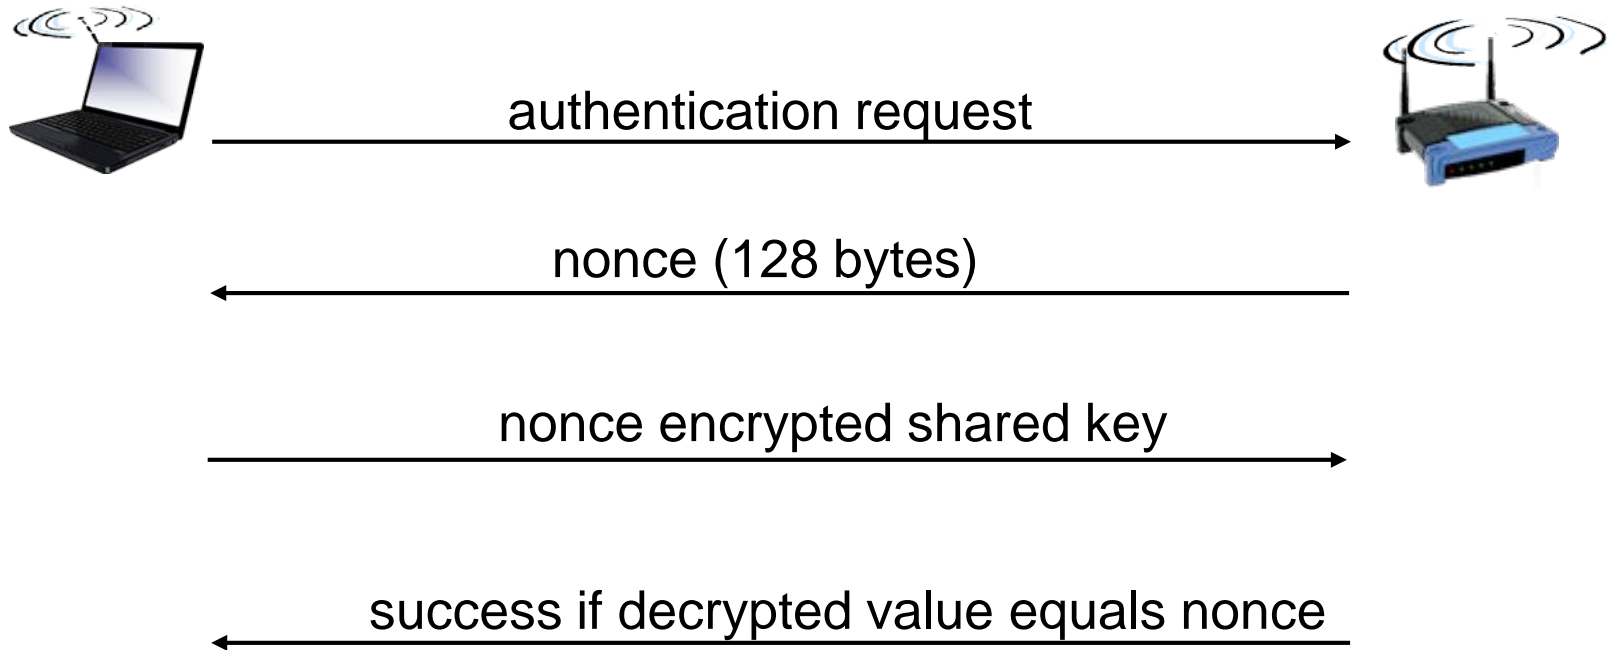 authentication request
nonce (128 bytes)
nonce encrypted shared key
success if decrypted value equals nonce